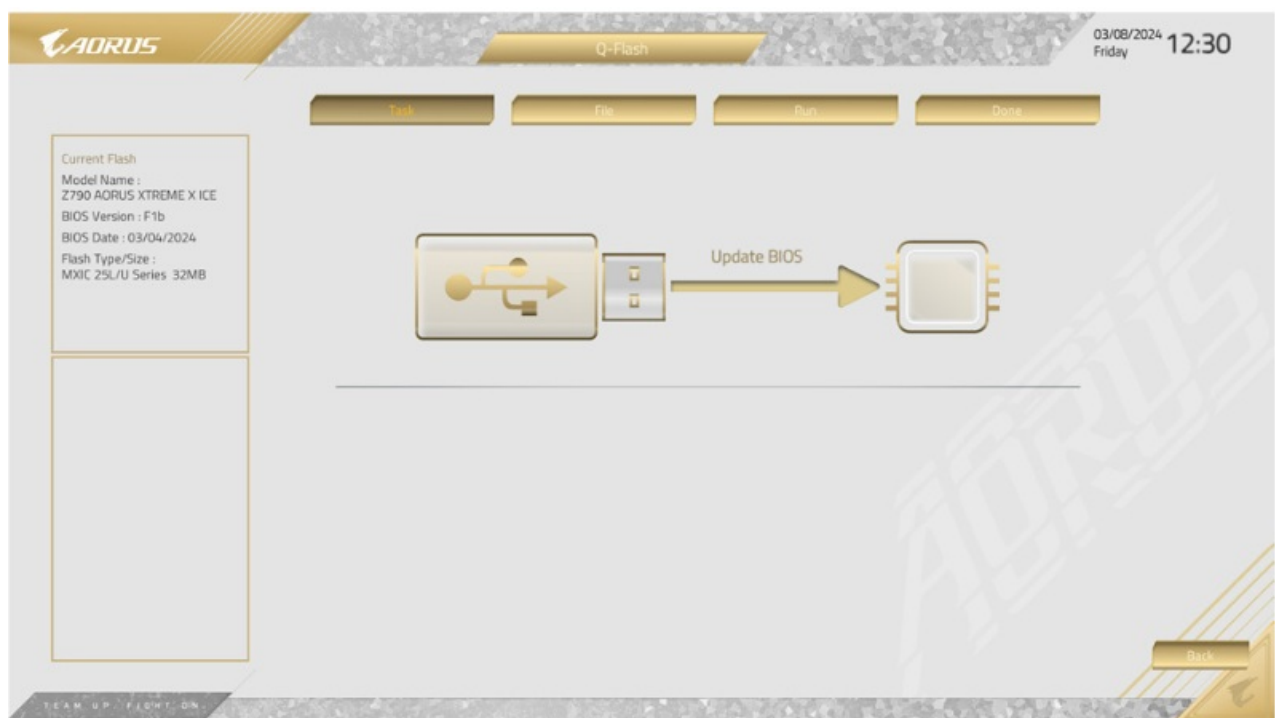 AORUS
Q-Flash
03/08/2024
Friday
12:30
Task
File
Run
Done
Current Flash
Model Name :
Z790 AORUS XTREME X ICE
BIOS Version : F1b
BIOS Date : 03/04/2024
Flash Type/Size :
MXIC 25L/U Series 32MB
Update BIOS
AORUS
Back
TEAM UP. FIGHT ON.